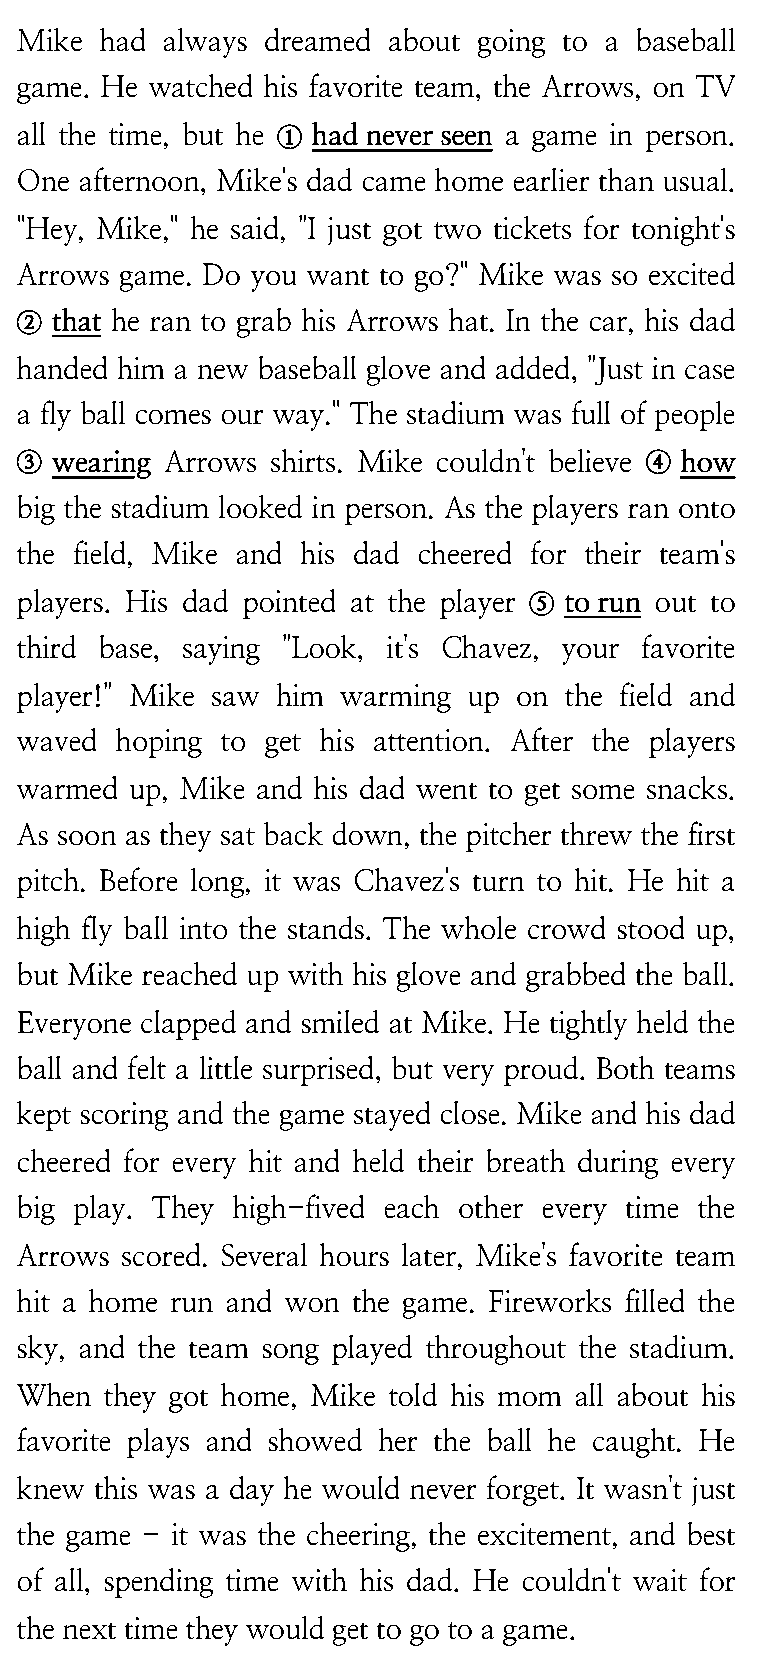 Mike had always dreamed about going to a baseball
game. He watched his favorite team, the Arrows, on TV
all the time, but he ① had never seen a game in person.
One afternoon, Mike's dad came home earlier than usual.
"Hey, Mike," he said, "I just got two tickets for tonight's
Arrows game. Do you want to go?" Mike was so excited
② that he ran to grab his Arrows hat. In the car, his dad
handed him a new baseball glove and added, "Just in case
a fly ball comes our way." The stadium was full of people
③ wearing Arrows shirts. Mike couldn't believe ④ how
big the stadium looked in person. As the players ran onto
the field, Mike and his dad cheered for their team's
players. His dad pointed at the player ⑤ to run out to
third base, saying "Look, it's Chavez, your favorite
player!" Mike saw him warming up on the field and
waved hoping to get his attention. After the players
warmed up, Mike and his dad went to get some snacks.
As soon as they sat back down, the pitcher threw the first
pitch. Before long, it was Chavez's turn to hit. He hit a
high fly ball into the stands. The whole crowd stood up,
but Mike reached up with his glove and grabbed the ball.
Everyone clapped and smiled at Mike. He tightly held the
ball and felt a little surprised, but very proud. Both teams
kept scoring and the game stayed close. Mike and his dad
cheered for every hit and held their breath during every
big play. They high-fived each other every time the
Arrows scored. Several hours later, Mike's favorite team
hit a home run and won the game. Fireworks filled the
sky, and the team song played throughout the stadium.
When they got home, Mike told his mom all about his
favorite plays and showed her the ball he caught. He
knew this was a day he would never forget. It wasn't just
the game - it was the cheering, the excitement, and best
of all, spending time with his dad. He couldn't wait for
the next time they would get to go to a game.